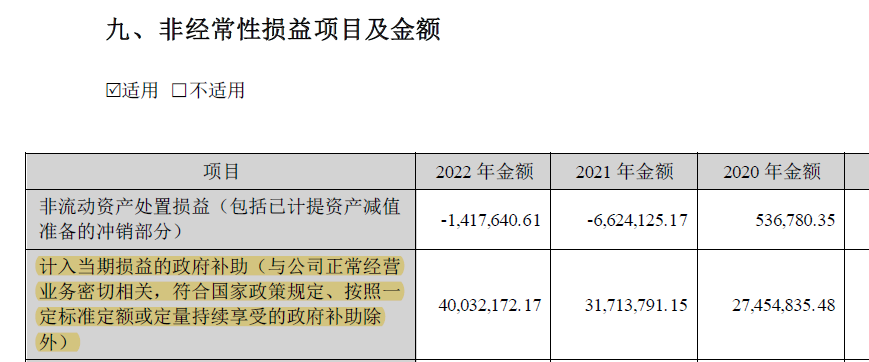 九、非经常性损益项目及金额
☑适用 ☐不适用
项目 2022 年金额 2021 年金额 2020 年金额
非流动资产处置损益（包括已计提资产减值
准备的冲销部分） -1,417,640.61 -6,624,125.17 536,780.35
计入当期损益的政府补助（与公司正常经营
业务密切相关，符合国家政策规定、按照一
定标准定额或定量持续享受的政府补助除
外） 40,032,172.17 31,713,791.15 27,454,835.48